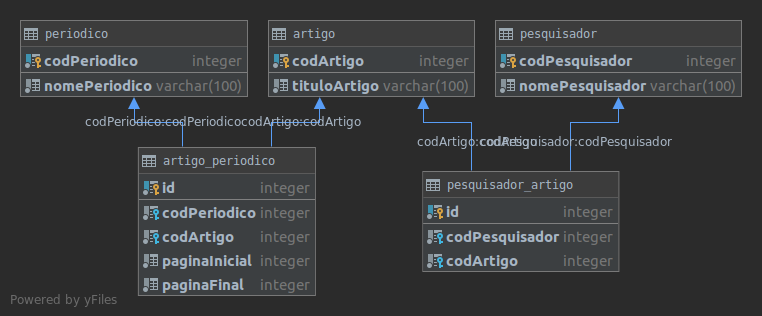 periodico
codPeriodico integer
nomePeriodico varchar(100)
artigo
codArtigo integer
tituloArtigo varchar(100)
pesquisador
codPesquisador integer
nomePesquisador varchar(100)
codPeriodico:codPeriodico
codArtigo:codArtigo
codArtigo:codArtigo
codPesquisador:codPesquisador
artigo_periodico
id integer
codPeriodico integer
codArtigo integer
paginaInicial integer
paginaFinal integer
pesquisador_artigo
id integer
codPesquisador integer
codArtigo integer
Powered by yFiles